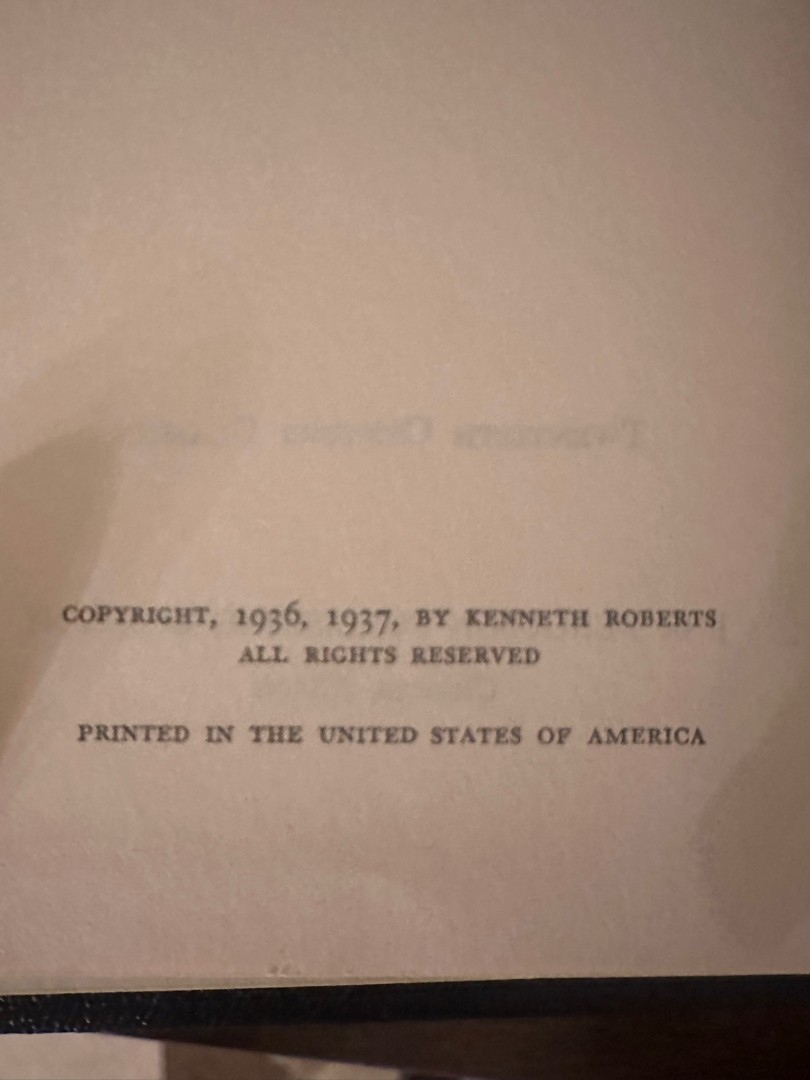 COPYRIGHT, 1936, 1937, BY KENNETH ROBERTS
ALL RIGHTS RESERVED
PRINTED IN THE UNITED STATES OF AMERICA